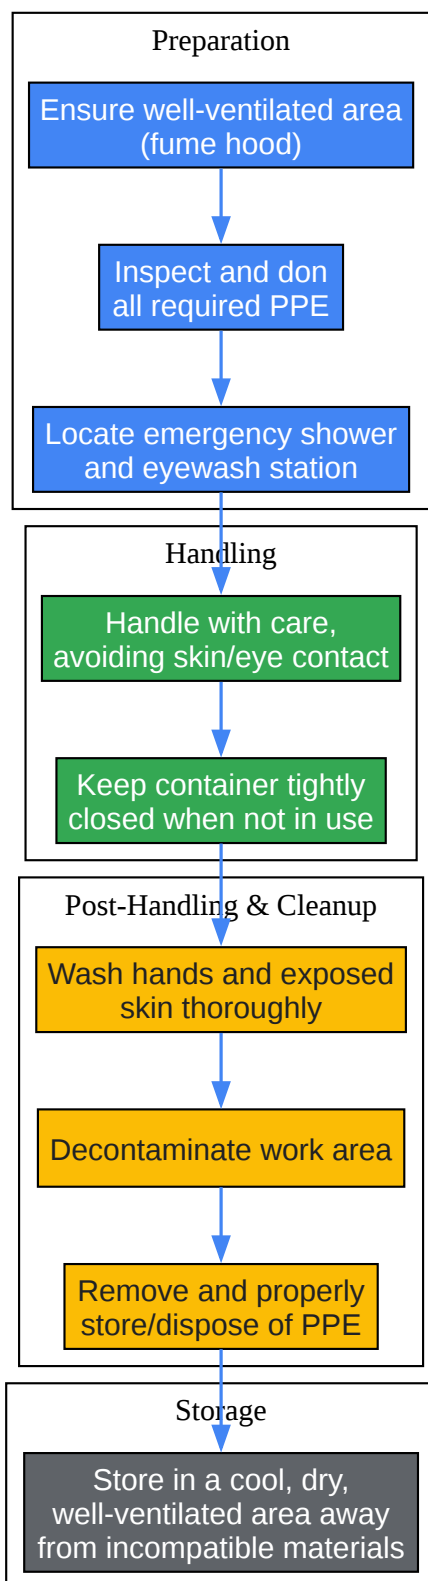 Preparation
Ensure well-ventilated area
(fume hood)
Inspect and don
all required PPE
Locate emergency shower
and eyewash station
Handling
Handle with care,
avoiding skin/eye contact
Keep container tightly
closed when not in use
Post-Handling & Cleanup
Wash hands and exposed
skin thoroughly
Decontaminate work area
Remove and properly
store/dispose of PPE
Storage
Store in a cool, dry,
well-ventilated area away
from incompatible materials